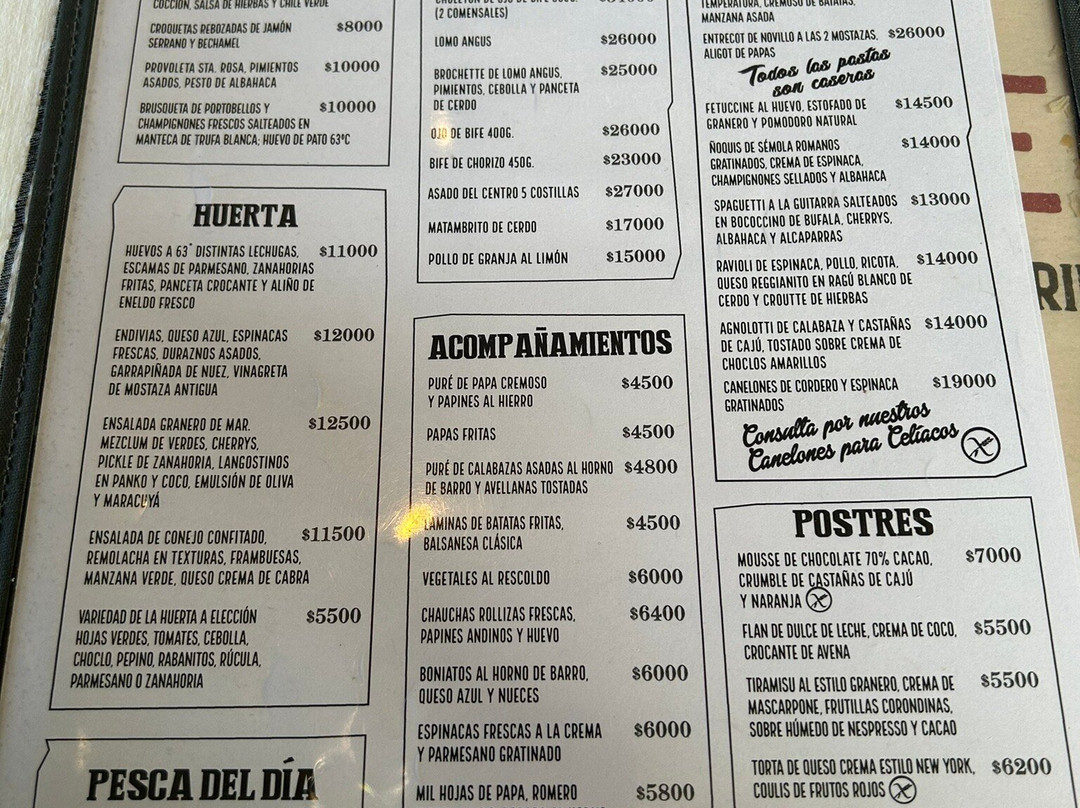 COCCIÓN, SALSA DE HIERBAS Y CHILE VERDE
CROQUETAS REBOZADAS DE JAMÓN $8000
SERRANO Y BECHAMEL
PROVOLETA STA. ROSA, PIMIENTOS $10000
ASADOS, PESTO DE ALBAHACA
BRUSQUETA DE PORTOBELLOS Y $10000
CHAMPIGNONES FRESCOS SALTEADOS EN
MANTECA DE TRUFA BLANCA; HUEVO DE PATO 63°C
HUERTA
HUEVOS A 63° DISTINTAS LECHUGAS, $11000
ESCAMAS DE PARMESANO, ZANAHORIAS
FRITAS, PANCETA CROCANTE Y ALIÑO DE
ENELDO FRESCO
ENDIVIAS, QUESO AZUL, ESPINACAS $12000
FRESCAS, DURAZNOS ASADOS,
GARRAPIÑADA DE NUEZ, VINAGRETA
DE MOSTAZA ANTIGUA
ENSALADA GRANERO DE MAR. $12500
MEZCLUM DE VERDES, CHERRYS,
PICKLE DE ZANAHORIA, LANGOSTINOS
EN PANKO Y COCO, EMULSIÓN DE OLIVA
Y MARACUYÁ
ENSALADA DE CONEJO CONFITADO, $11500
REMOLACHA EN TEXTURAS, FRAMBUESAS,
MANZANA VERDE, QUESO CREMA DE CABRA
VARIEDAD DE LA HUERTA A ELECCIÓN $5500
HOJAS VERDES, TOMATES, CEBOLLA,
CHOCLO, PEPINO, RABANITOS, RÚCULA,
PARMESANO O ZANAHORIA
PESCA DEL DÍA
(2 COMENSALES)
LOMO ANGUS $26000
BROCHETTE DE LOMO ANGUS, $25000
PIMIENTOS, CEBOLLA Y PANCETA
DE CERDO
OJO DE BIFE 400G. $26000
BIFE DE CHORIZO 450G. $23000
ASADO DEL CENTRO 5 COSTILLAS $27000
MATAMBRITO DE CERDO $17000
POLLO DE GRANJA AL LIMÓN $15000
ACOMPAÑAMIENTOS
PURÉ DE PAPA CREMOSO $4500
Y PAPINES AL HIERRO
PAPAS FRITAS $4500
PURÉ DE CALABAZAS ASADAS AL HORNO $4800
DE BARRO Y AVELLANAS TOSTADAS
LAMINAS DE BATATAS FRITAS, $4500
BALSANESA CLÁSICA
VEGETALES AL RESCOLDO $6000
CHAUCHAS ROLLIZAS FRESCAS, $6400
PAPINES ANDINOS Y HUEVO
BONIATOS AL HORNO DE BARRO, $6000
QUESO AZUL Y NUECES
ESPINACAS FRESCAS A LA CREMA $6000
Y PARMESANO GRATINADO
MIL HOJAS DE PAPA, ROMERO $5800
TEMPERATURA, CREMOSO DE BATATAS,
MANZANA ASADA
ENTRECOT DE NOVILLO A LAS 2 MOSTAZAS, $26000
ALIGOT DE PAPAS
Todos las pastas
son caseras
FETUCCINE AL HUEVO, ESTOFADO DE $14500
GRANERO Y POMODORO NATURAL
ÑOQUIS DE SÉMOLA ROMANOS $14000
GRATINADOS, CREMA DE ESPINACA,
CHAMPIGNONES SELLADOS Y ALBAHACA
SPAGUETTI A LA GUITARRA SALTEADOS $13000
EN BOCOCCINO DE BUFALA, CHERRYS,
ALBAHACA Y ALCAPARRAS
RAVIOLI DE ESPINACA, POLLO, RICOTA, $14000
QUESO REGGIANITO EN RAGÚ BLANCO DE
CERDO Y CROUTTE DE HIERBAS
AGNOLOTTI DE CALABAZA Y CASTAÑAS $14000
DE CAJÚ, TOSTADO SOBRE CREMA DE
CHOCLOS AMARILLOS
CANELONES DE CORDERO Y ESPINACA $19000
GRATINADOS
Consulta por nuestros
Canelones para Celíacos
POSTRES
MOUSSE DE CHOCOLATE 70% CACAO, $7000
CRUMBLE DE CASTAÑAS DE CAJÚ
Y NARANJA
FLAN DE DULCE DE LECHE, CREMA DE COCO, $5500
CROCANTE DE AVENA
TIRAMISU AL ESTILO GRANERO, CREMA DE $5500
MASCARPONE, FRUTILLAS CORONDINAS,
SOBRE HÚMEDO DE NESPRESSO Y CACAO
TORTA DE QUESO CREMA ESTILO NEW YORK, $6200
COULIS DE FRUTOS ROJOS